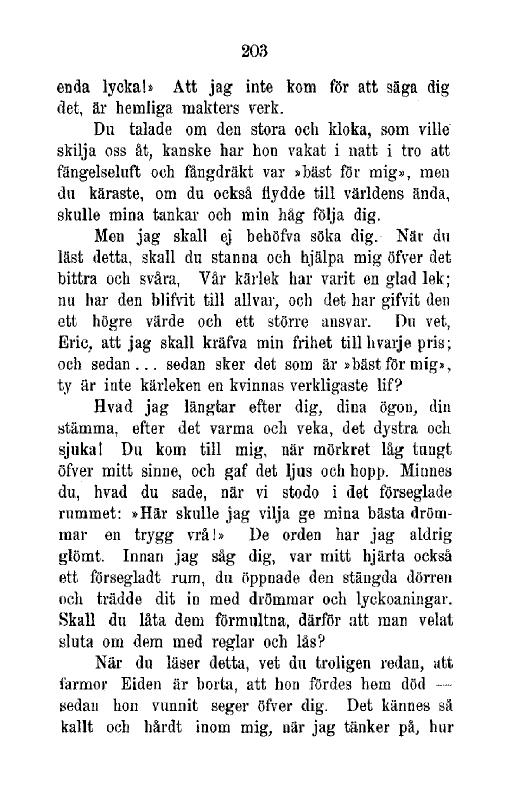 203
enda lycka!» Att jag inte kom för att säga dig
det, är hemliga makters verk.
Du talade om den stora och kloka, som ville
skilja oss åt, kanske har hon vakat i natt i tro att
fängelseluft och fångdräkt var »bäst för mig», men
du käraste, om du också flydde till världens ända,
skulle mina tankar och min håg följa dig.
Men jag skall ej behöfva söka dig. När du
läst detta, skall du stanna och hjälpa mig öfver det
bittra och svåra, Vår kärlek har varit en glad lek;
nu har den blifvit till allvar, och det har gifvit den
ett högre värde och ett större ansvar. Du vet,
Eric, att jag skall kräfva min frihet till hvarje pris;
och sedan ... sedan sker det som är »bäst för mig»,
ty är inte kärleken en kvinnas verkligaste lif?
Hvad jag längtar efter dig, dina ögon, din
stämma, efter det varma och veka, det dystra och
sjuka! Du kom till mig, när mörkret låg tungt
öfver mitt sinne, och gaf det ljus och hopp. Minnes
du, hvad du sade, när vi stodo i det förseglade
rummet: »Här skulle jag vilja ge mina bästa dröm-
mar en trygg vrå!» De orden har jag aldrig
glömt. Innan jag såg dig, var mitt hjärta också
ett försegladt rum, du öppnade den stängda dörren
och trädde dit in med drömmar och lyckoaningar.
Skall du låta dem förmultna, därför att man velat
sluta om dem med reglar och lås?
När du läser detta, vet du troligen redan, att
farmor Eiden är borta, att hon fördes hem död —
sedan hon vunnit seger öfver dig. Det kännes så
kallt och hårdt inom mig, när jag tänker på, hur